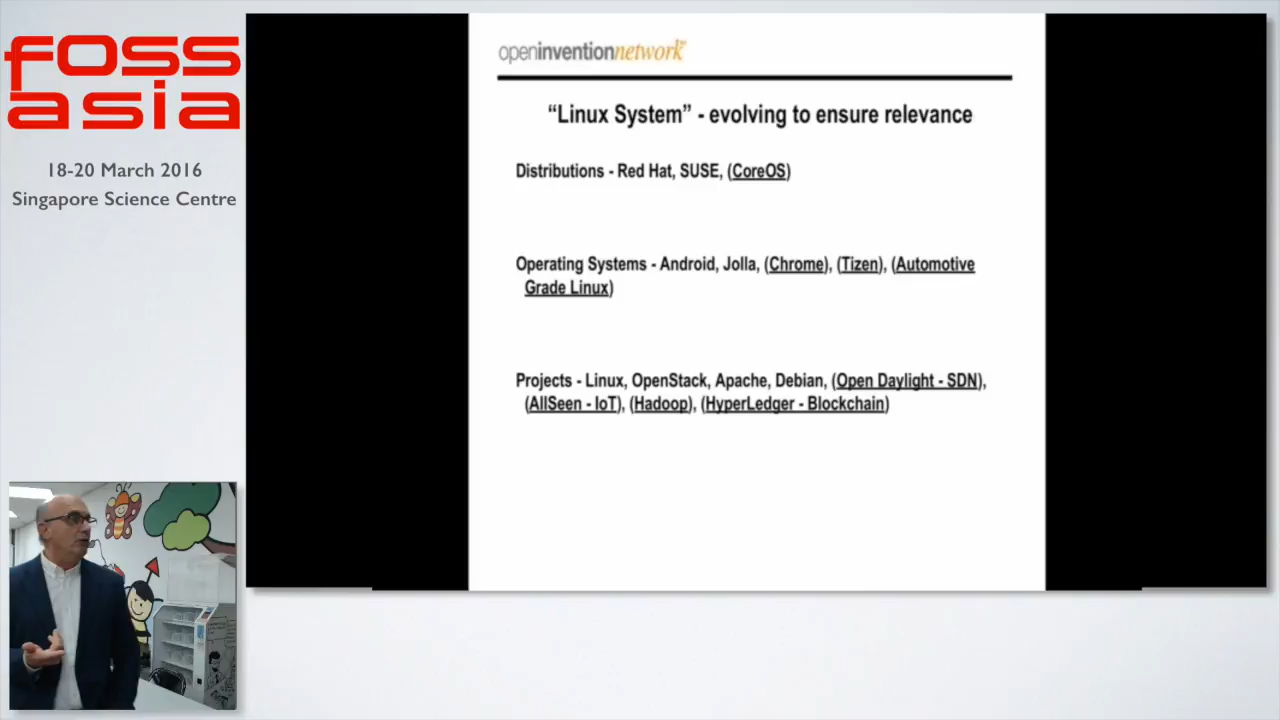 foss
asia
18-20 March 2016
Singapore Science Centre
openinventionnetwork
“Linux System” - evolving to ensure relevance
Distributions - Red Hat, SUSE, (CoreOS)
Operating Systems - Android, Jolla, (Chrome), (Tizen), (Automotive
Grade Linux)
Projects - Linux, OpenStack, Apache, Debian, (Open Daylight - SDN),
(AllSeen - IoT), (Hadoop), (HyperLedger - Blockchain)